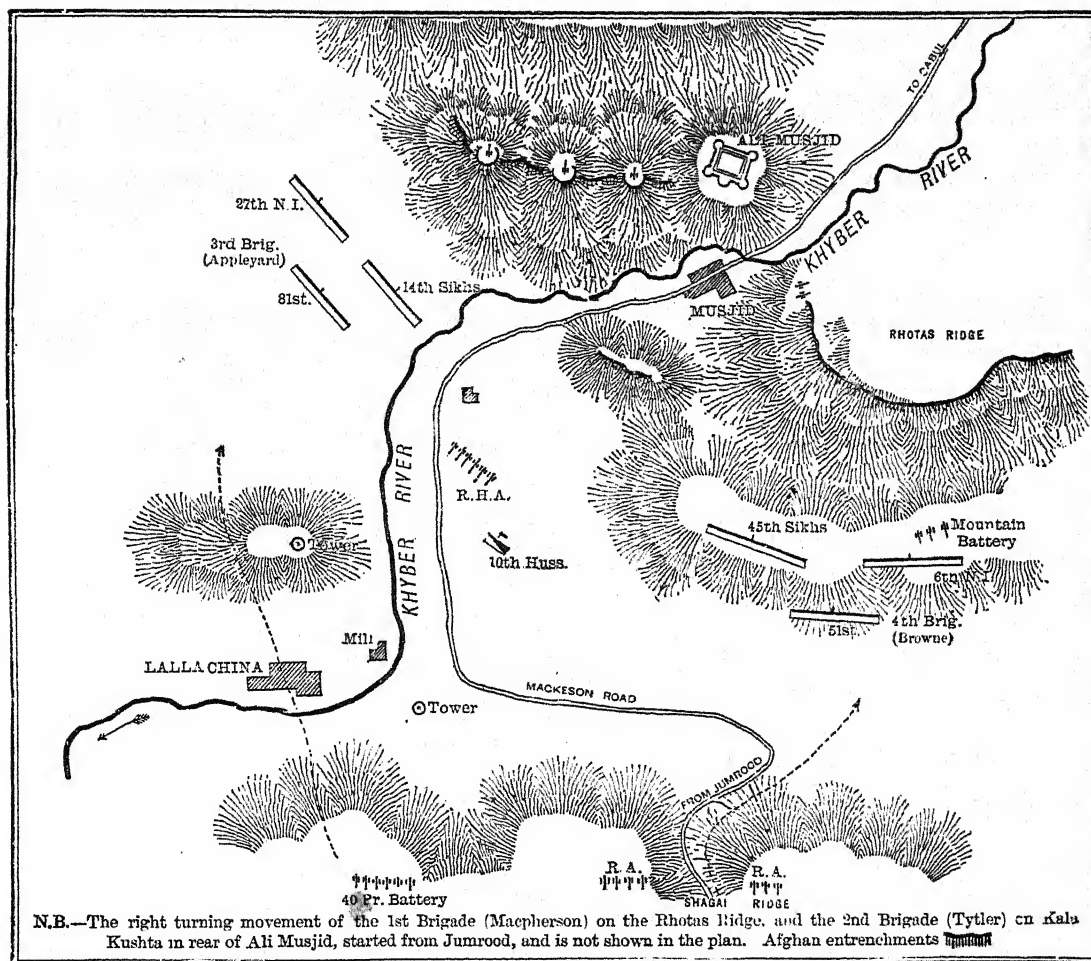 TO CABUL
ALI MUSJID
KHYBER RIVER
27th N.I.
3rd Brig.
(Appleyard)
81st.
14th Sikhs
MUSJID
RHOTAS RIDGE
R.H.A.
KHYBER RIVER
10th Huss.
45th Sikhs
Mountain
Battery
6th N.I.
51st.
4th Brig.
(Browne)
Tower
Mill
LALLA CHINA
Tower
MACKESON ROAD
FROM JUMROOD
40 Pr. Battery
R.A.
R.A.
SHAGAI RIDGE
N.B.—The right turning movement of the 1st Brigade (Macpherson) on the Rhotas Ridge, and the 2nd Brigade (Tytler) on Kala
Kushta in rear of Ali Musjid, started from Jumrood, and is not shown in the plan. Afghan entrenchments